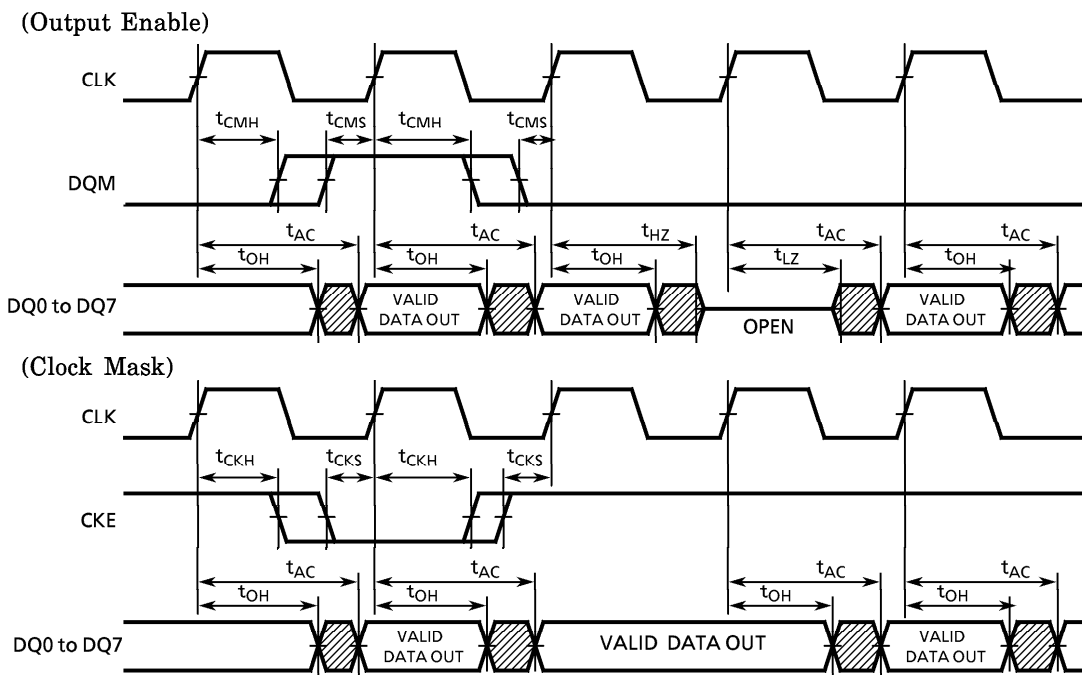 (Output Enable)
CLK
tCMH tCMS tCMH tCMS
DQM
tAC tAC tHZ tAC tAC
tOH tOH tOH tLZ tOH
DQ0 to DQ7
VALID DATA OUT
VALID DATA OUT
OPEN
VALID DATA OUT
(Clock Mask)
CLK
tCKH tCKS tCKH tCKS
CKE
tAC tAC tAC tAC
tOH tOH tOH tOH
DQ0 to DQ7
VALID DATA OUT
VALID DATA OUT
VALID DATA OUT